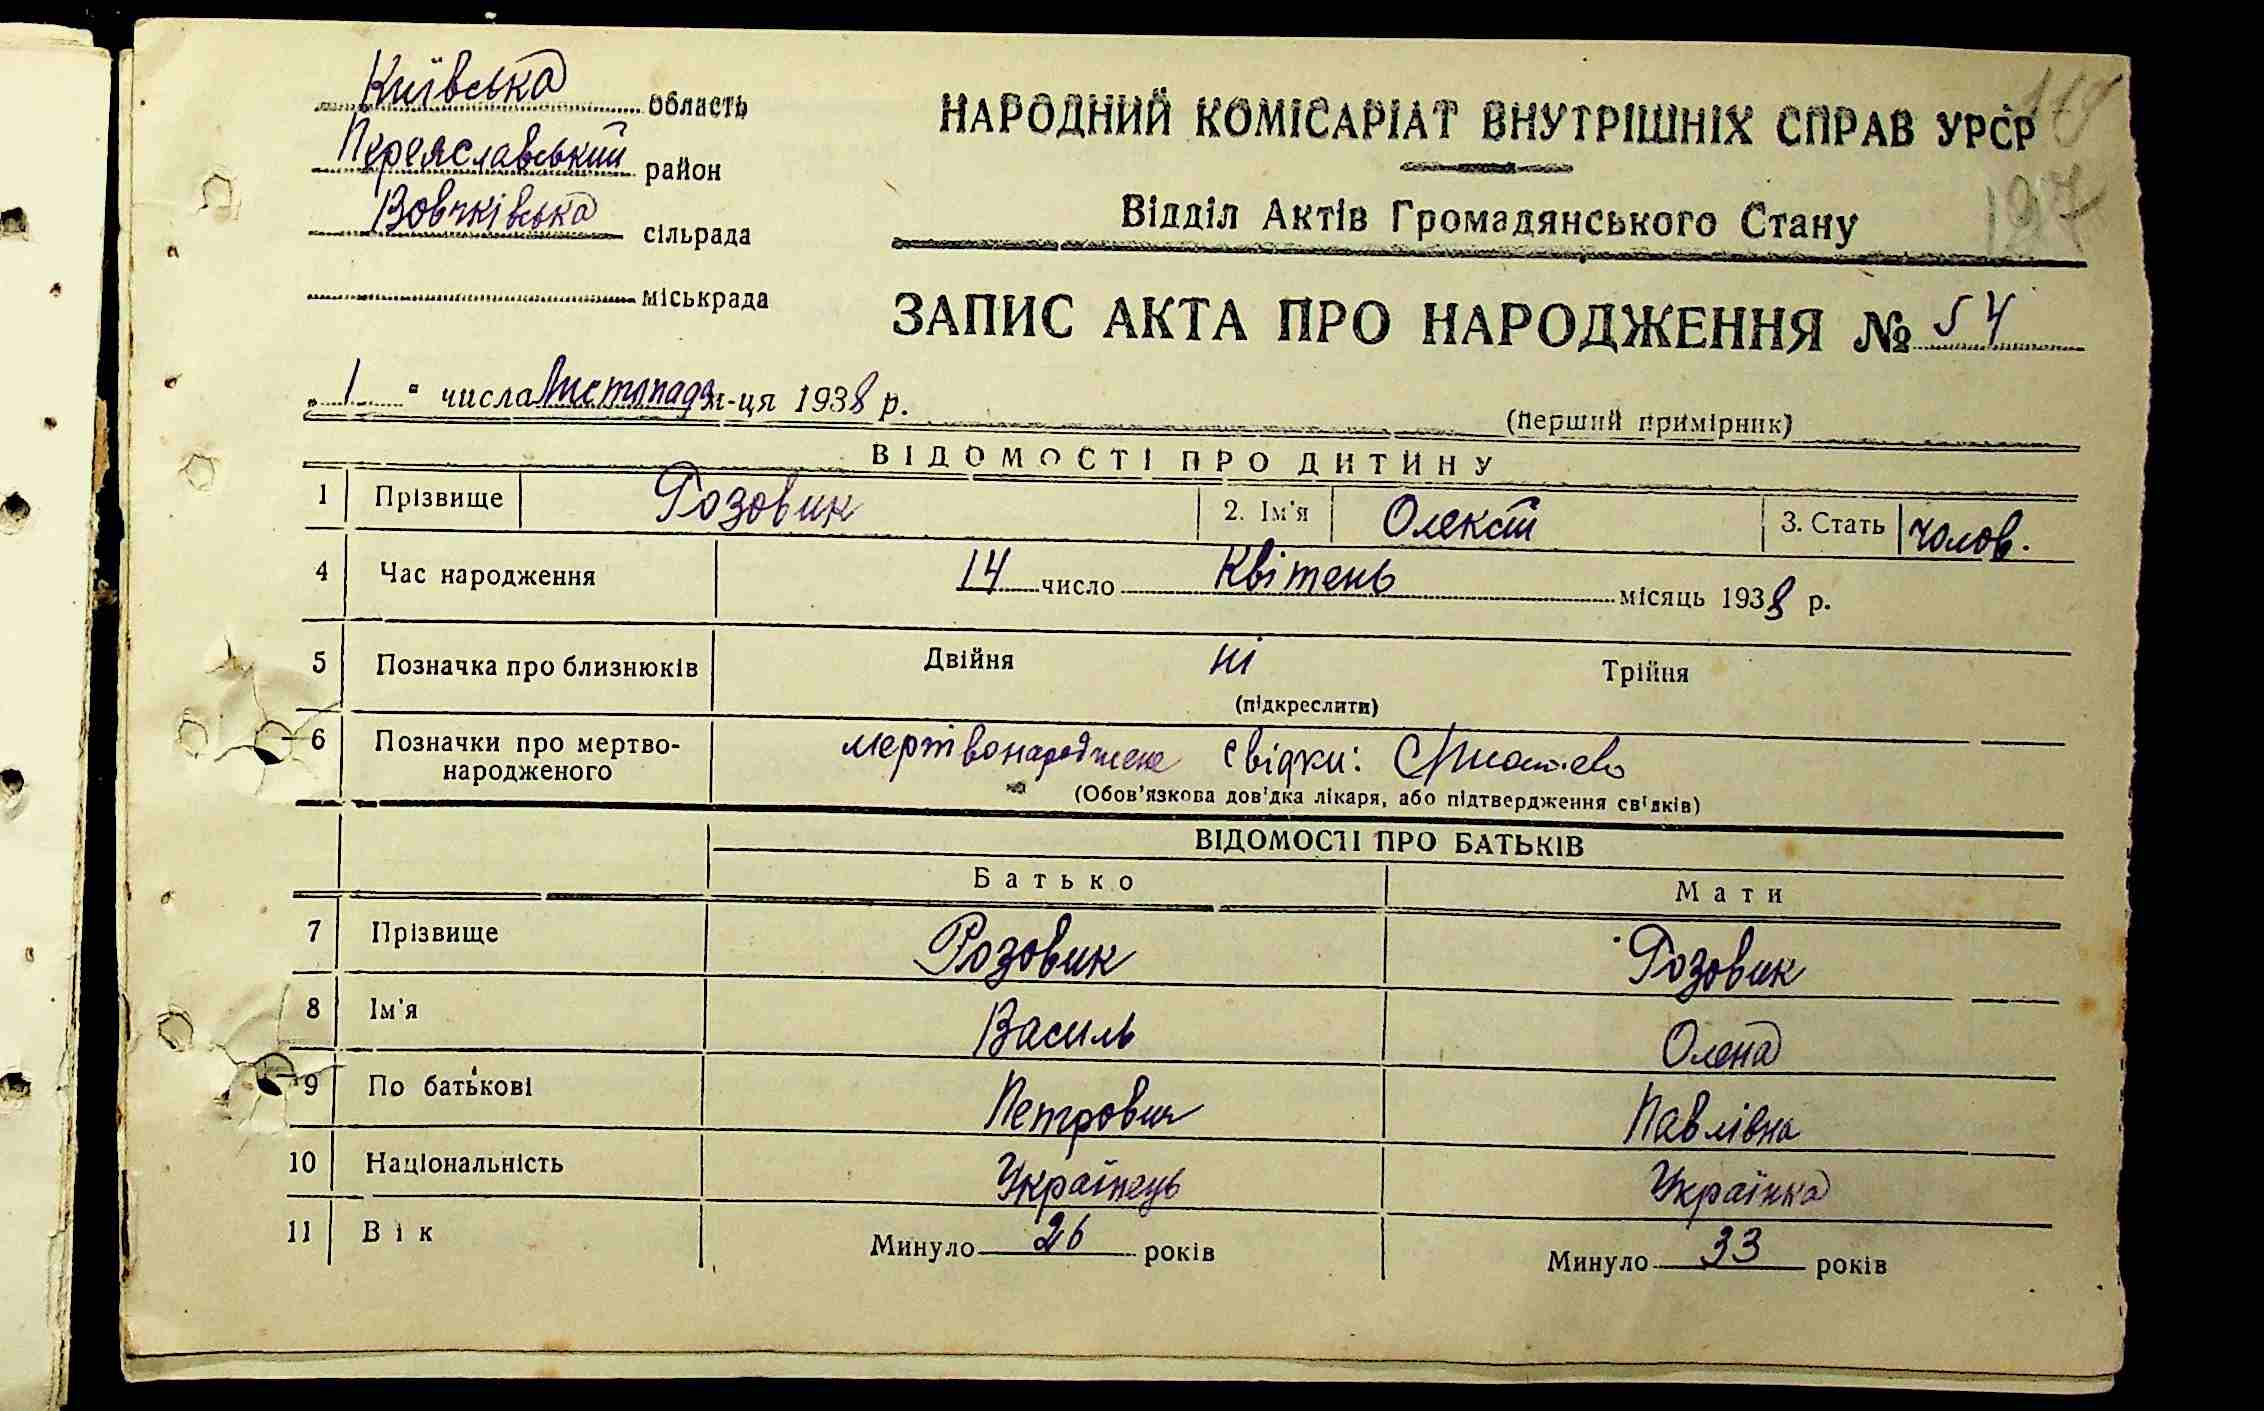 Київська область
Переяславський район
Вовчківська сільрада
міськрада
НАРОДНИЙ КОМІСАРІАТ ВНУТРІШНІХ СПРАВ УРСР
119
127
Відділ Актів Громадянського Стану
ЗАПИС АКТА ПРО НАРОДЖЕННЯ № 54
„1“ числа Листопада м-ця 1938 р.
(перший примірник)
ВІДОМОСТІ ПРО ДИТИНУ
1 Прізвище Розовик 2. Ім'я 3. Стать чолов.
4 Час народження 14 число Квітень місяць 1938 р.
5 Позначка про близнюків Двійня ні Трійня
(підкреслити)
6 Позначки про мертво-народженого мертвонароджене свідки:
(Обов'язкова довідка лікаря, або підтвердження свідків)
ВІДОМОСТІ ПРО БАТЬКІВ
Батько Мати
7 Прізвище Розовик Розовик
8 Ім'я Василь Олена
9 По батькові Петрович Павлівна
10 Національність Українець Українка
11 Вік Минуло 26 років Минуло 33 років